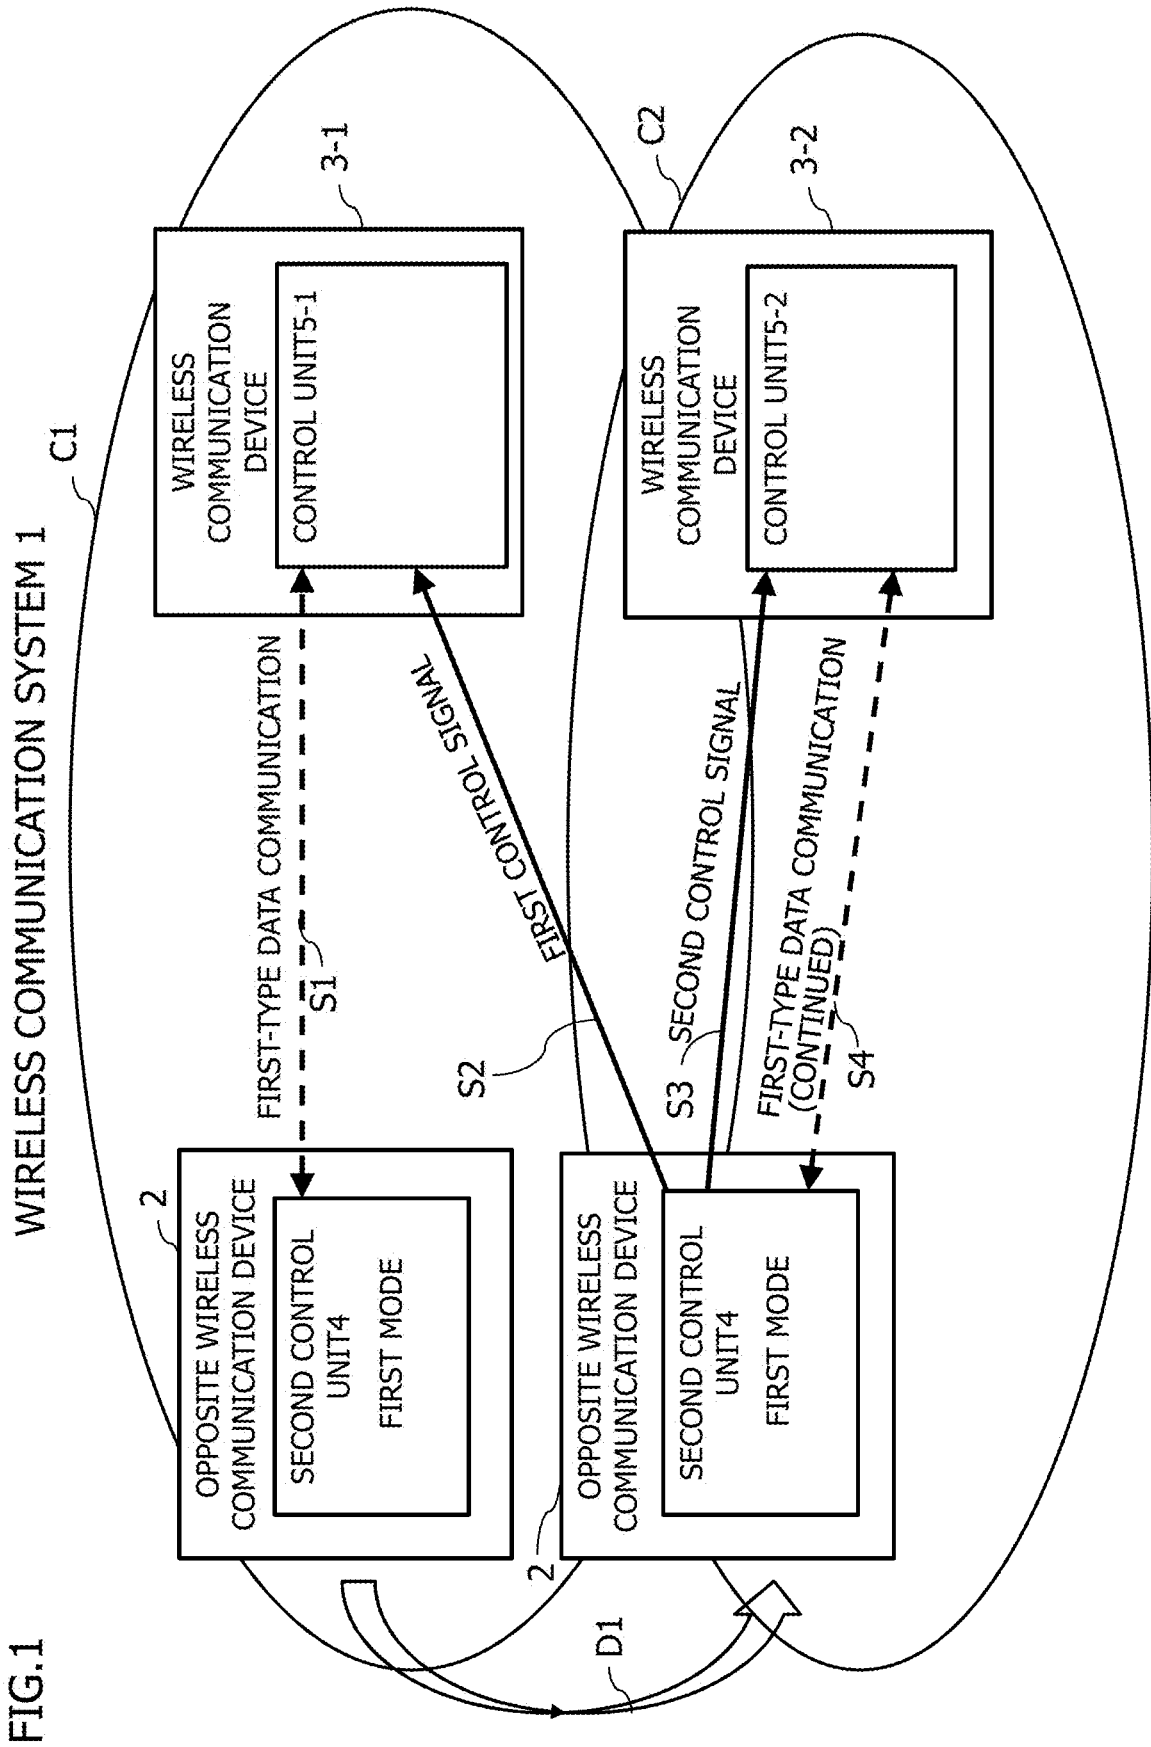 FIG.1
WIRELESS COMMUNICATION SYSTEM 1
C1
2
OPPOSITE WIRELESS
COMMUNICATION DEVICE
SECOND CONTROL
UNIT4
FIRST MODE
FIRST-TYPE DATA COMMUNICATION
S1
WIRELESS
COMMUNICATION
DEVICE
CONTROL UNIT5-1
3-1
FIRST CONTROL SIGNAL
S2
2
OPPOSITE WIRELESS
COMMUNICATION DEVICE
SECOND CONTROL
UNIT4
FIRST MODE
S3
SECOND CONTROL SIGNAL
FIRST-TYPE DATA COMMUNICATION
(CONTINUED)
S4
C2
WIRELESS
COMMUNICATION
DEVICE
CONTROL UNIT5-2
3-2
D1